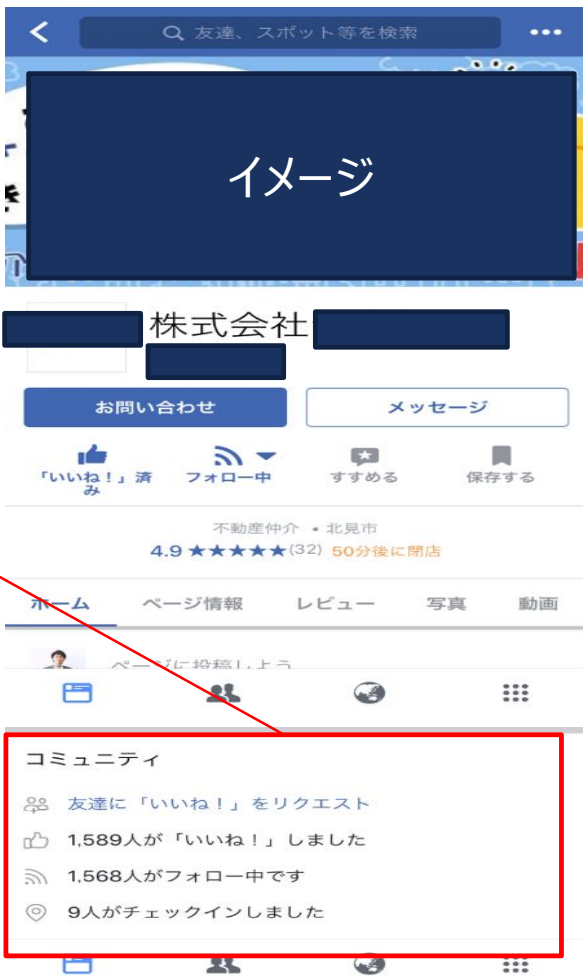 友達、スポット等を検索
イメージ
株式会社
お問い合わせ
メッセージ
「いいね！」済み
フォロー中
すすめる
保存する
不動産仲介 • 北見市
4.9 ★★★★★(32) 50分後に閉店
ホーム ページ情報 レビュー 写真 動画
ページに投稿しよう
コミュニティ
友達に「いいね！」をリクエスト
1,589人が「いいね！」しました
1,568人がフォロー中です
9人がチェックインしました